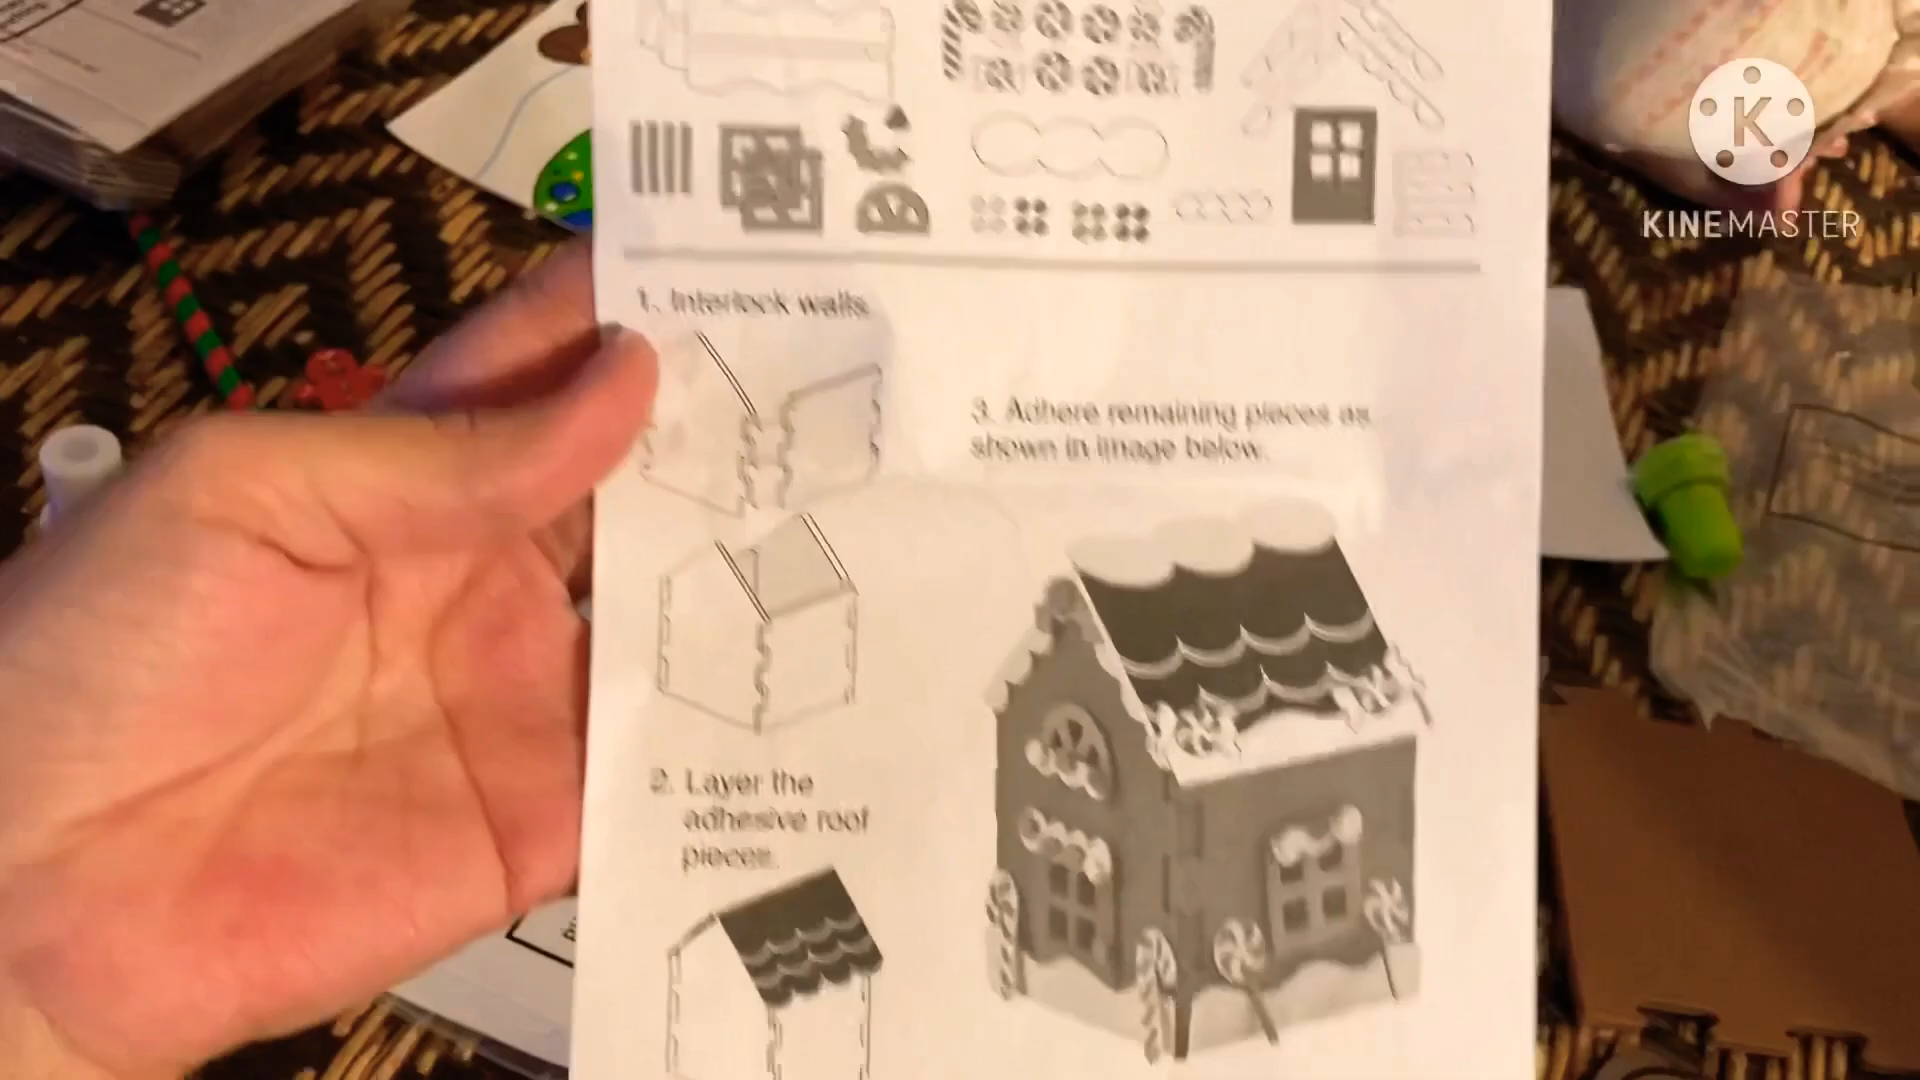 K
KINEMASTER
1. Interlock walls
3. Adhere remaining pieces as
shown in image below.
2. Layer the
adhesive roof
pieces.